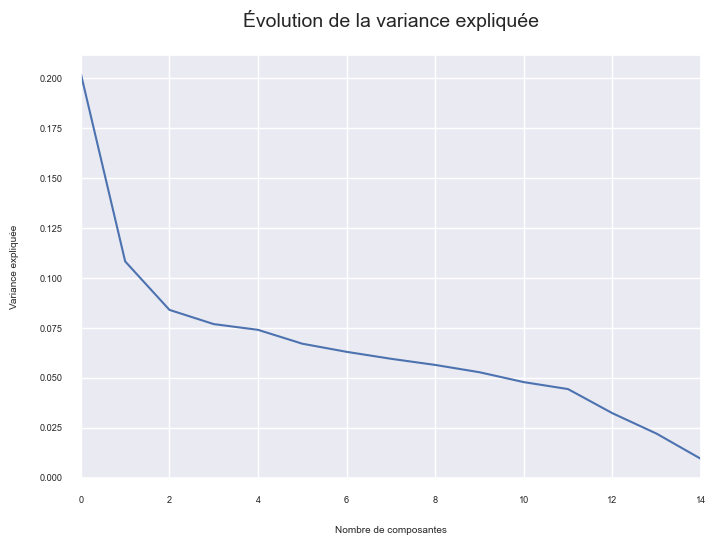 Évolution de la variance expliquée
0.200
0.175
0.150
0.125
0.100
0.075
0.050
0.025
0.000
Variance expliquée
0 2 4 6 8 10 12 14
Nombre de composantes